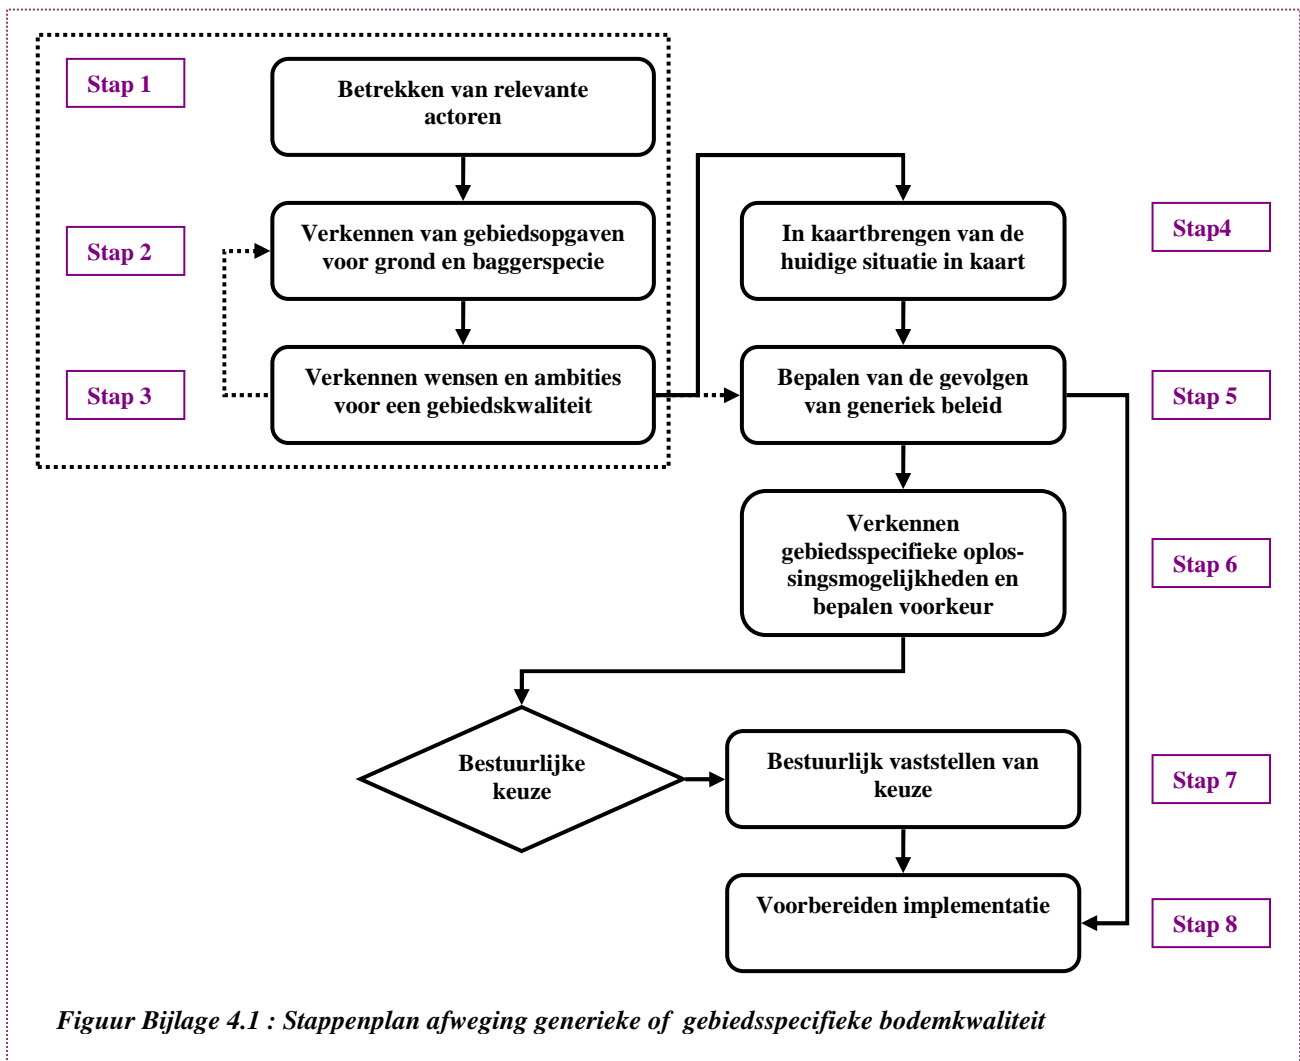 Stap 1
Betrekken van relevante
actoren
Stap 2
Verkennen van gebiedsopgaven
voor grond en baggerspecie
Stap 3
Verkennen wensen en ambities
voor een gebiedskwaliteit
In kaartbrengen van de
huidige situatie in kaart
Stap4
Bepalen van de gevolgen
van generiek beleid
Stap 5
Verkennen
gebiedsspecifieke oplos-
singsmogelijkheden en
bepalen voorkeur
Stap 6
Bestuurlijke
keuze
Bestuurlijk vaststellen van
keuze
Stap 7
Voorbereiden implementatie
Stap 8
Figuur Bijlage 4.1 : Stappenplan afweging generieke of gebiedsspecifieke bodemkwaliteit